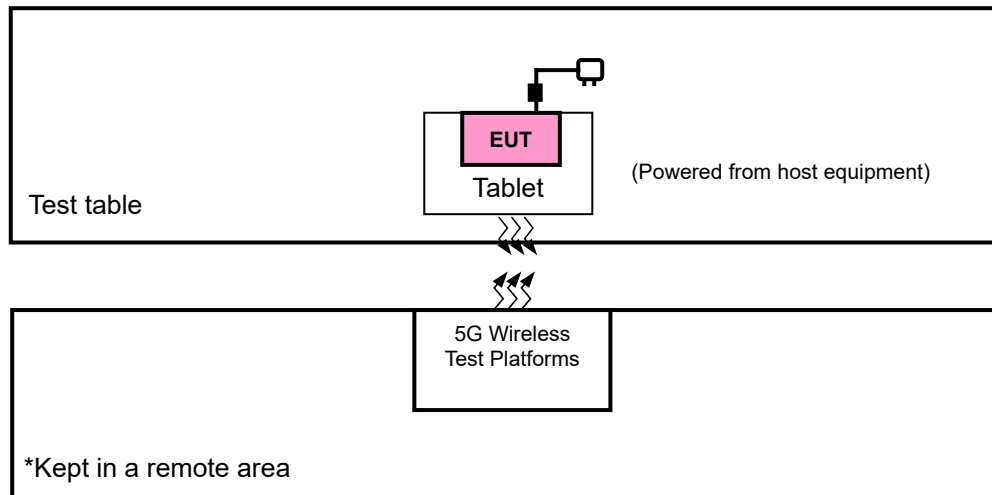 EUT
Tablet
(Powered from host equipment)
Test table
5G Wireless
Test Platforms
*Kept in a remote area